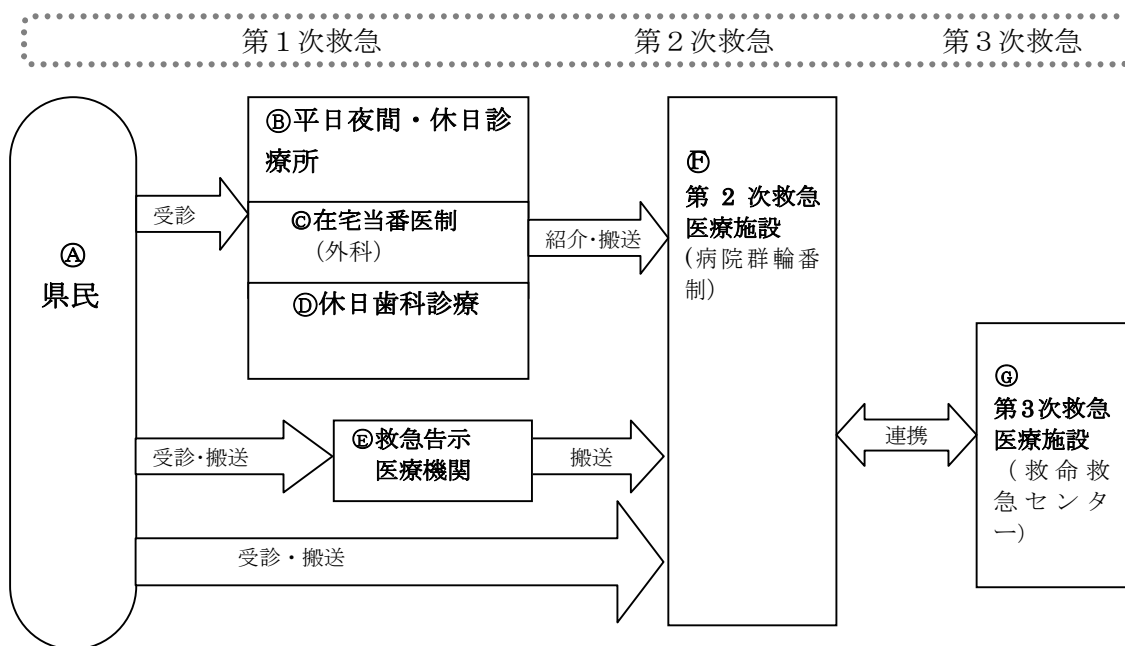 第１次救急
第２次救急
第３次救急
Ⓐ
県民
受診
Ⓑ平日夜間・休日診
療所
Ⓒ在宅当番医制
（外科）
Ⓓ休日歯科診療
紹介・搬送
Ⓕ
第 2 次救急
医療施設
(病院群輪番
制)
受診・搬送
Ⓔ救急告示
医療機関
搬送
受診・搬送
連携
Ⓖ
第3次救急
医療施設
（救命救
急センタ
ー）